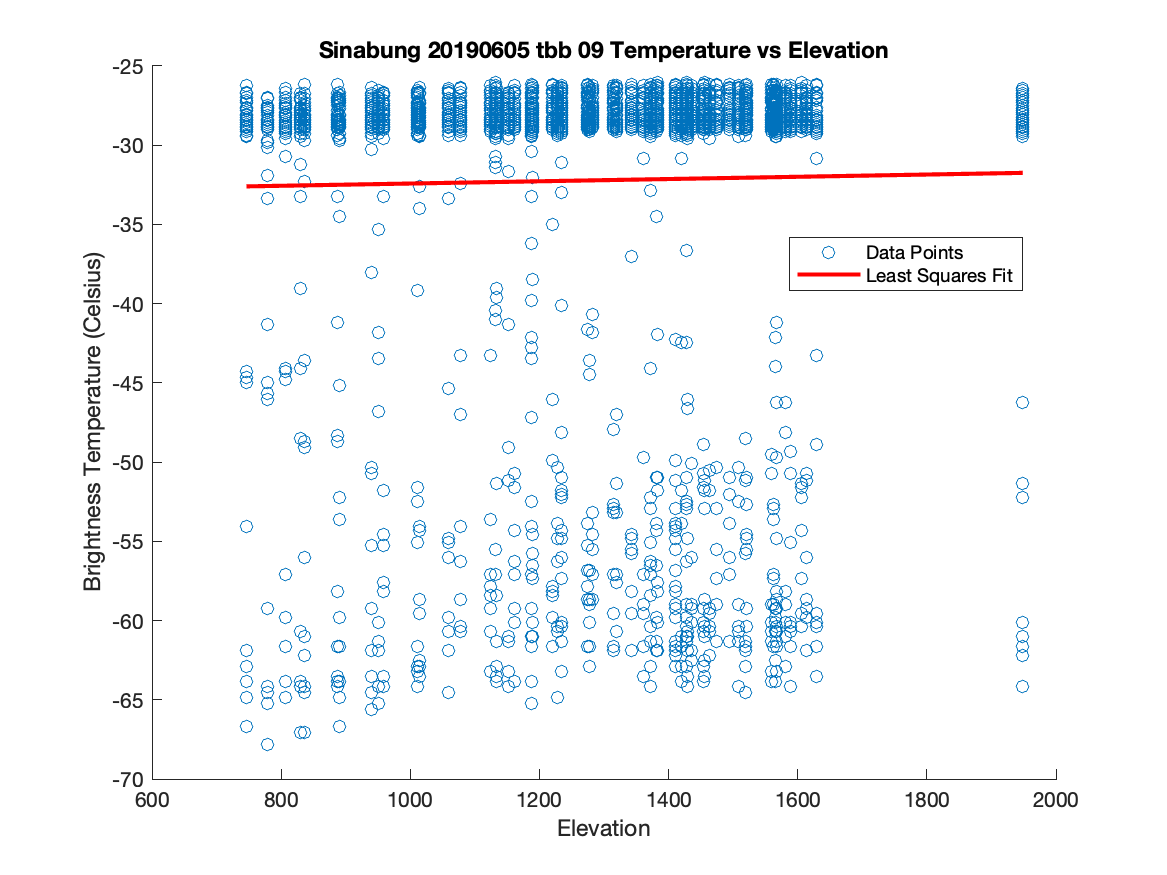 Sinabung 20190605 tbb 09 Temperature vs Elevation
-25
-30
-35
-40
-45
-50
-55
-60
-65
-70
Brightness Temperature (Celsius)
Data Points
Least Squares Fit
600 800 1000 1200 1400 1600 1800 2000
Elevation